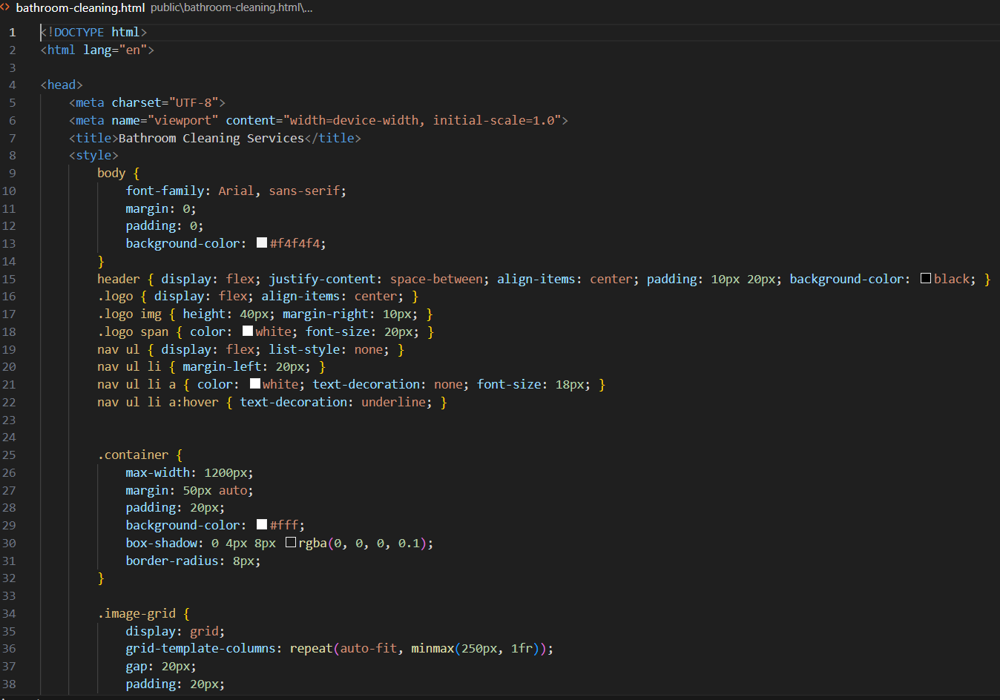 bathroom-cleaning.html public\bathroom-cleaning.html\...
1 <!DOCTYPE html>
2 <html lang="en">
3
4 <head>
5     <meta charset="UTF-8">
6     <meta name="viewport" content="width=device-width, initial-scale=1.0">
7     <title>Bathroom Cleaning Services</title>
8     <style>
9         body {
10             font-family: Arial, sans-serif;
11             margin: 0;
12             padding: 0;
13             background-color: #f4f4f4;
14         }
15         header { display: flex; justify-content: space-between; align-items: center; padding: 10px 20px; background-color: black; }
16         .logo { display: flex; align-items: center; }
17         .logo img { height: 40px; margin-right: 10px; }
18         .logo span { color: white; font-size: 20px; }
19         nav ul { display: flex; list-style: none; }
20         nav ul li { margin-left: 20px; }
21         nav ul li a { color: white; text-decoration: none; font-size: 18px; }
22         nav ul li a:hover { text-decoration: underline; }
23
24
25         .container {
26             max-width: 1200px;
27             margin: 50px auto;
28             padding: 20px;
29             background-color: #fff;
30             box-shadow: 0 4px 8px rgba(0, 0, 0, 0.1);
31             border-radius: 8px;
32         }
33
34         .image-grid {
35             display: grid;
36             grid-template-columns: repeat(auto-fit, minmax(250px, 1fr));
37             gap: 20px;
38             padding: 20px;